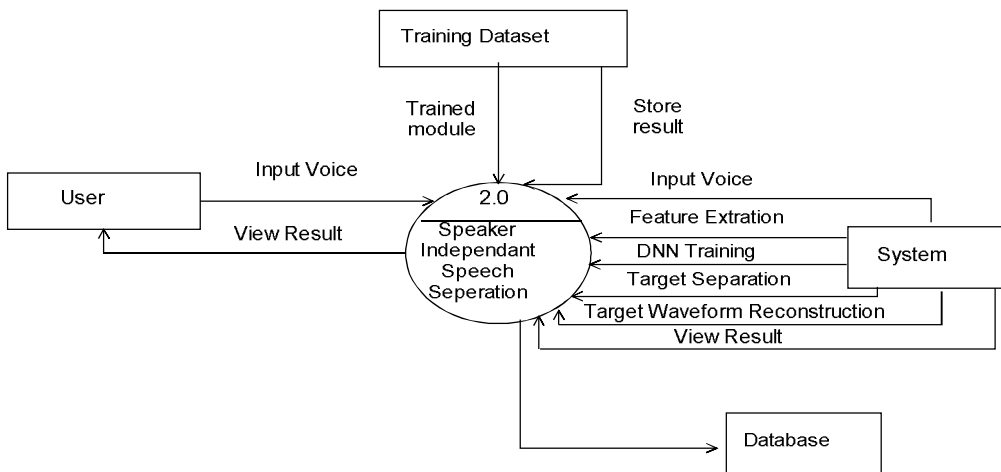 Training Dataset
Trained
module
Store
result
Input Voice
User
View Result
2.0
Speaker
Independant
Speech
Seperation
Input Voice
Feature Extration
DNN Training
Target Separation
Target Waveform Reconstruction
View Result
System
Database